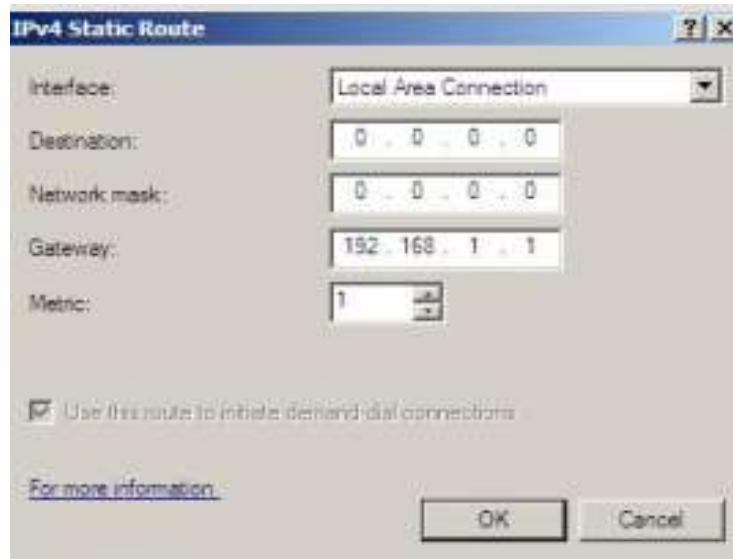 IPv4 Static Route
Interface: Local Area Connection
Destination: 0 . 0 . 0 . 0
Network mask: 0 . 0 . 0 . 0
Gateway: 192 . 168 . 1 . 1
Metric: 1
Use this route to initiate demand-dial connections
For more information.
OK Cancel